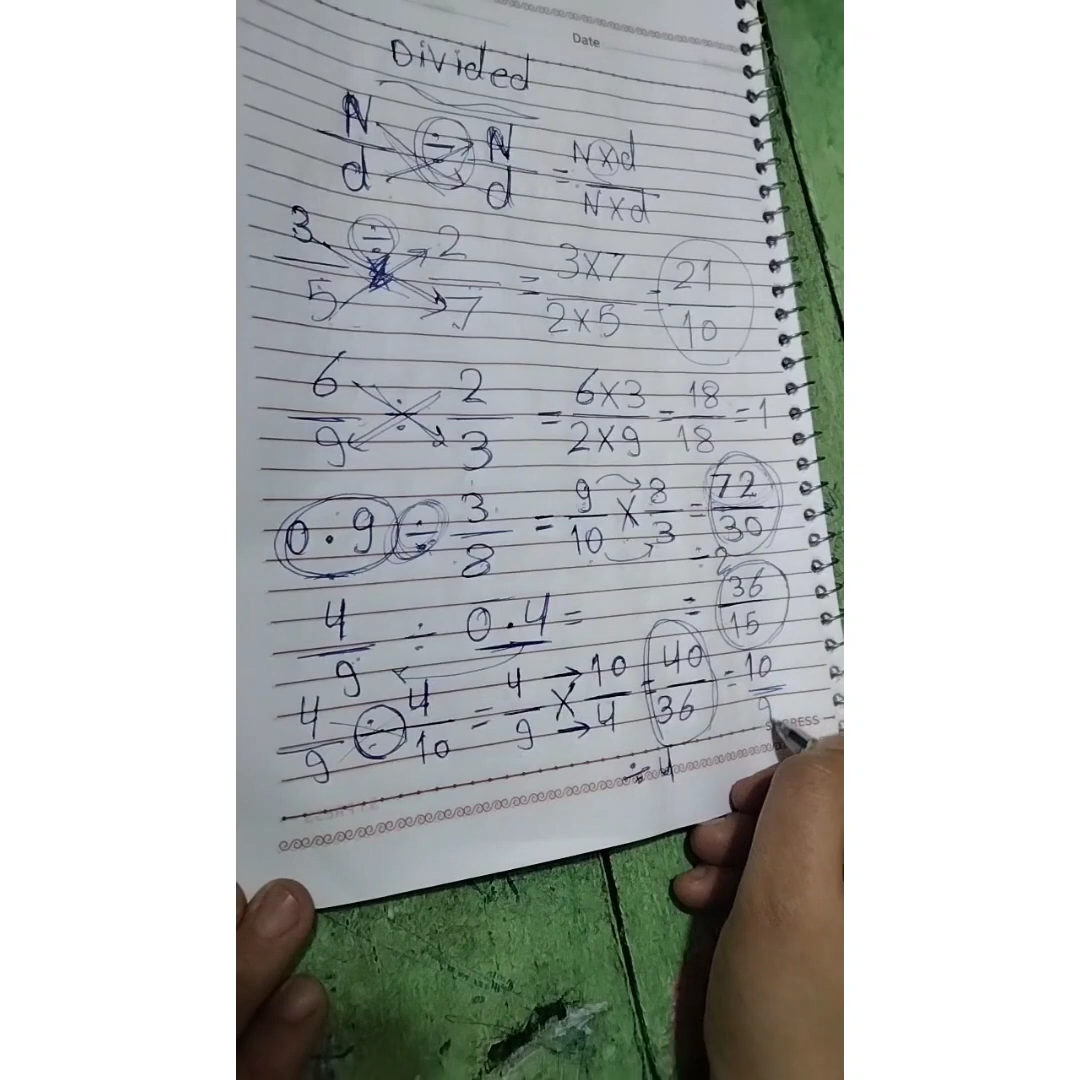 Date
Divided
N/d ÷ N/d = N×d/N×d
3/5 ÷ 2/7 = 3×7/2×5 = 21/10
6/9 ÷ 2/3 = 6×3/2×9 = 18/18 = 1
0.9 ÷ 3/8 = 9/10 × 8/3 = 72/30
÷2
4/9 ÷ 0.4 = = 36/15
4/9 ÷ 4/10 = 4/9 × 10/4 = 40/36 = 10/9
÷4